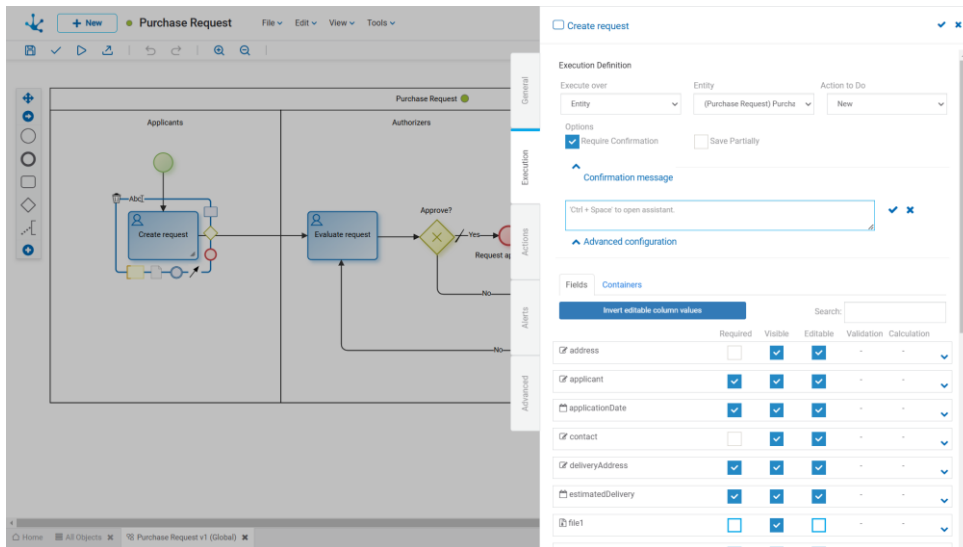 + New
Purchase Request
File
Edit
View
Tools
Create request
Execution Definition
Execute over
Entity
Action to Do
Entity
(Purchase Request) Purcha
New
Options
Require Confirmation
Save Partially
Confirmation message
'Ctrl + Space' to open assistant.
Advanced configuration
Fields
Containers
Invert editable column values
Search:
Required
Visible
Editable
Validation
Calculation
address
- -
applicant
- -
applicationDate
- -
contact
- -
deliveryAddress
- -
estimatedDelivery
- -
file1
- -
General
Execution
Actions
Alerts
Advanced
Purchase Request
Applicants
Authorizers
Abc
Create request
Evaluate request
Approve?
Yes
Request ap
No
No
Home
All Objects
Purchase Request v1 (Global)